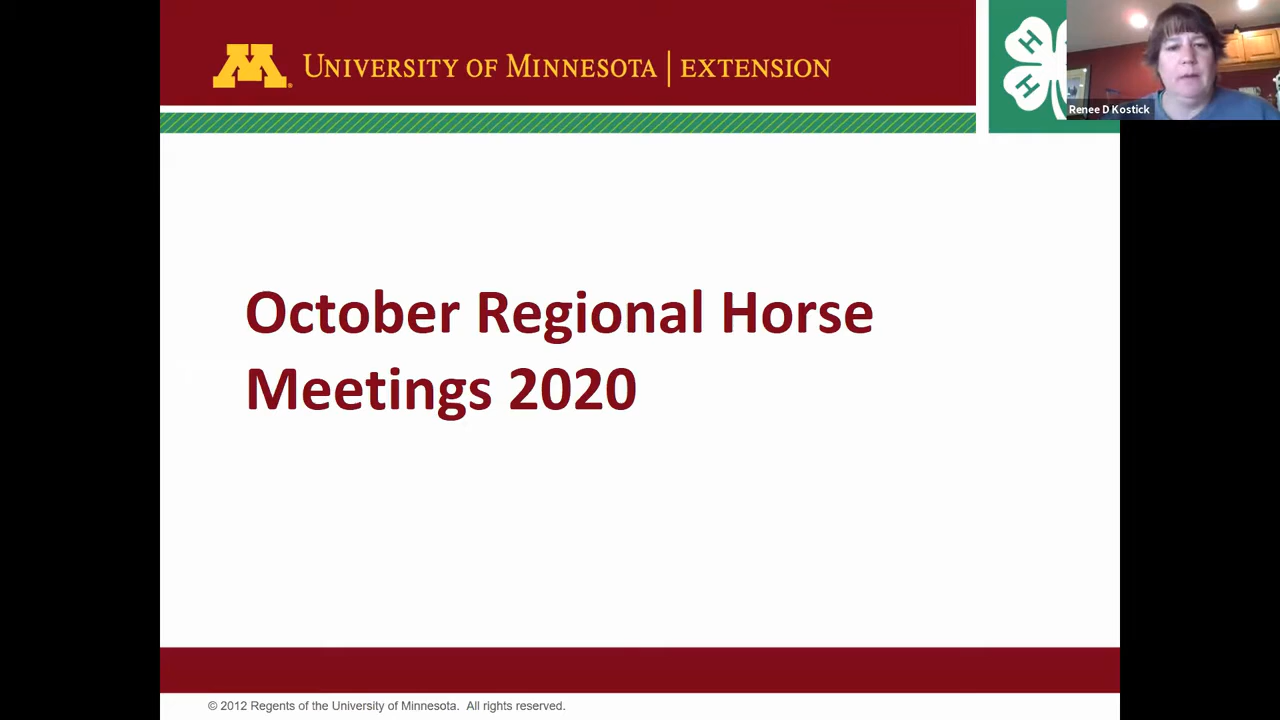 M UNIVERSITY OF MINNESOTA | EXTENSION
H
H
Renee D Kostick
October Regional Horse
Meetings 2020
© 2012 Regents of the University of Minnesota. All rights reserved.